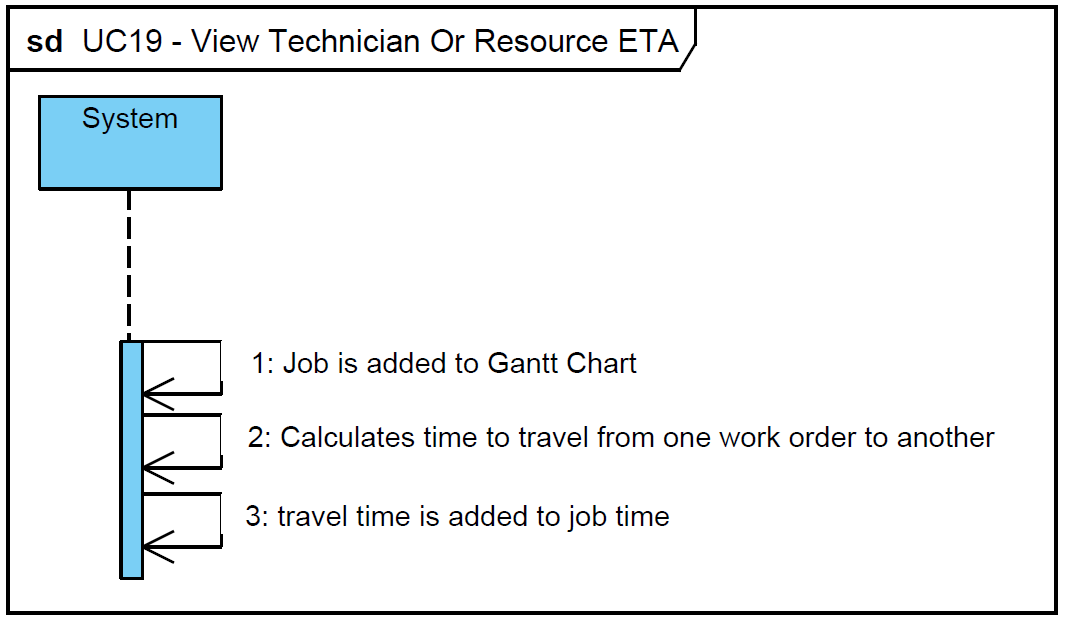 sd UC19 - View Technician Or Resource ETA
System
1: Job is added to Gantt Chart
2: Calculates time to travel from one work order to another
3: travel time is added to job time